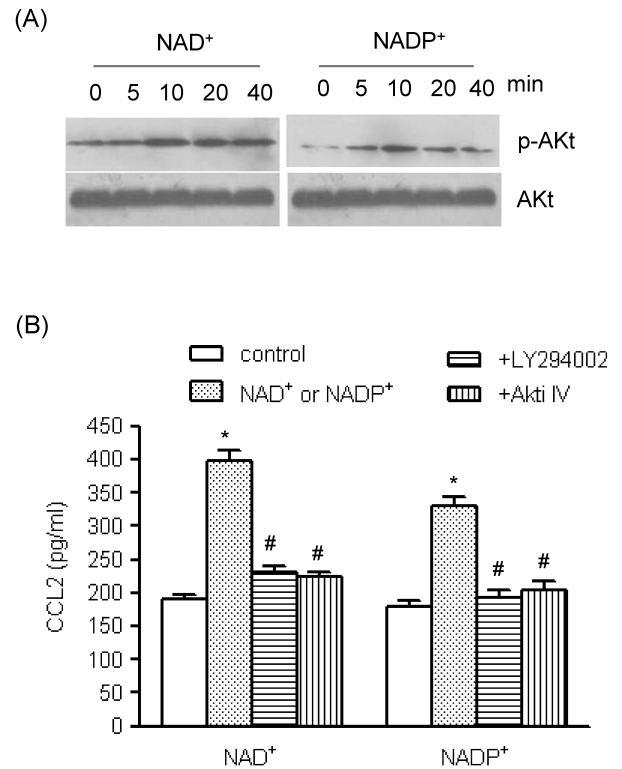 (A)
NAD+ NADP+
0 5 10 20 40 0 5 10 20 40 min
p-AKt
AKt
(B)
control +LY294002
NAD+ or NADP+ +Akti IV
450
400
350
300
250
200
150
100
50
0
CCL2 (pg/ml)
* # # * # #
NAD+ NADP+